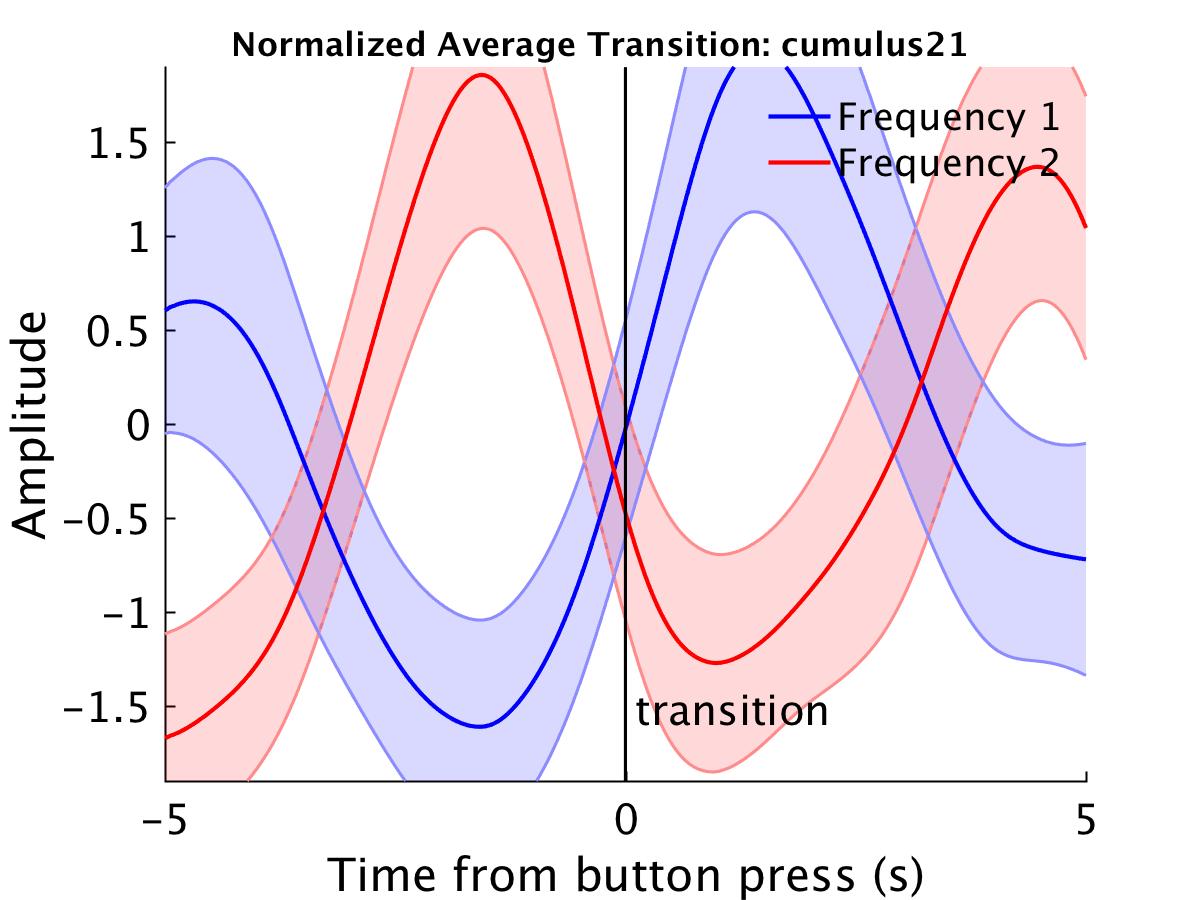 Normalized Average Transition: cumulus21
Frequency 1
Frequency 2
1.5
1
0.5
0
−0.5
−1
−1.5
Amplitude
transition
−5
0
5
Time from button press (s)